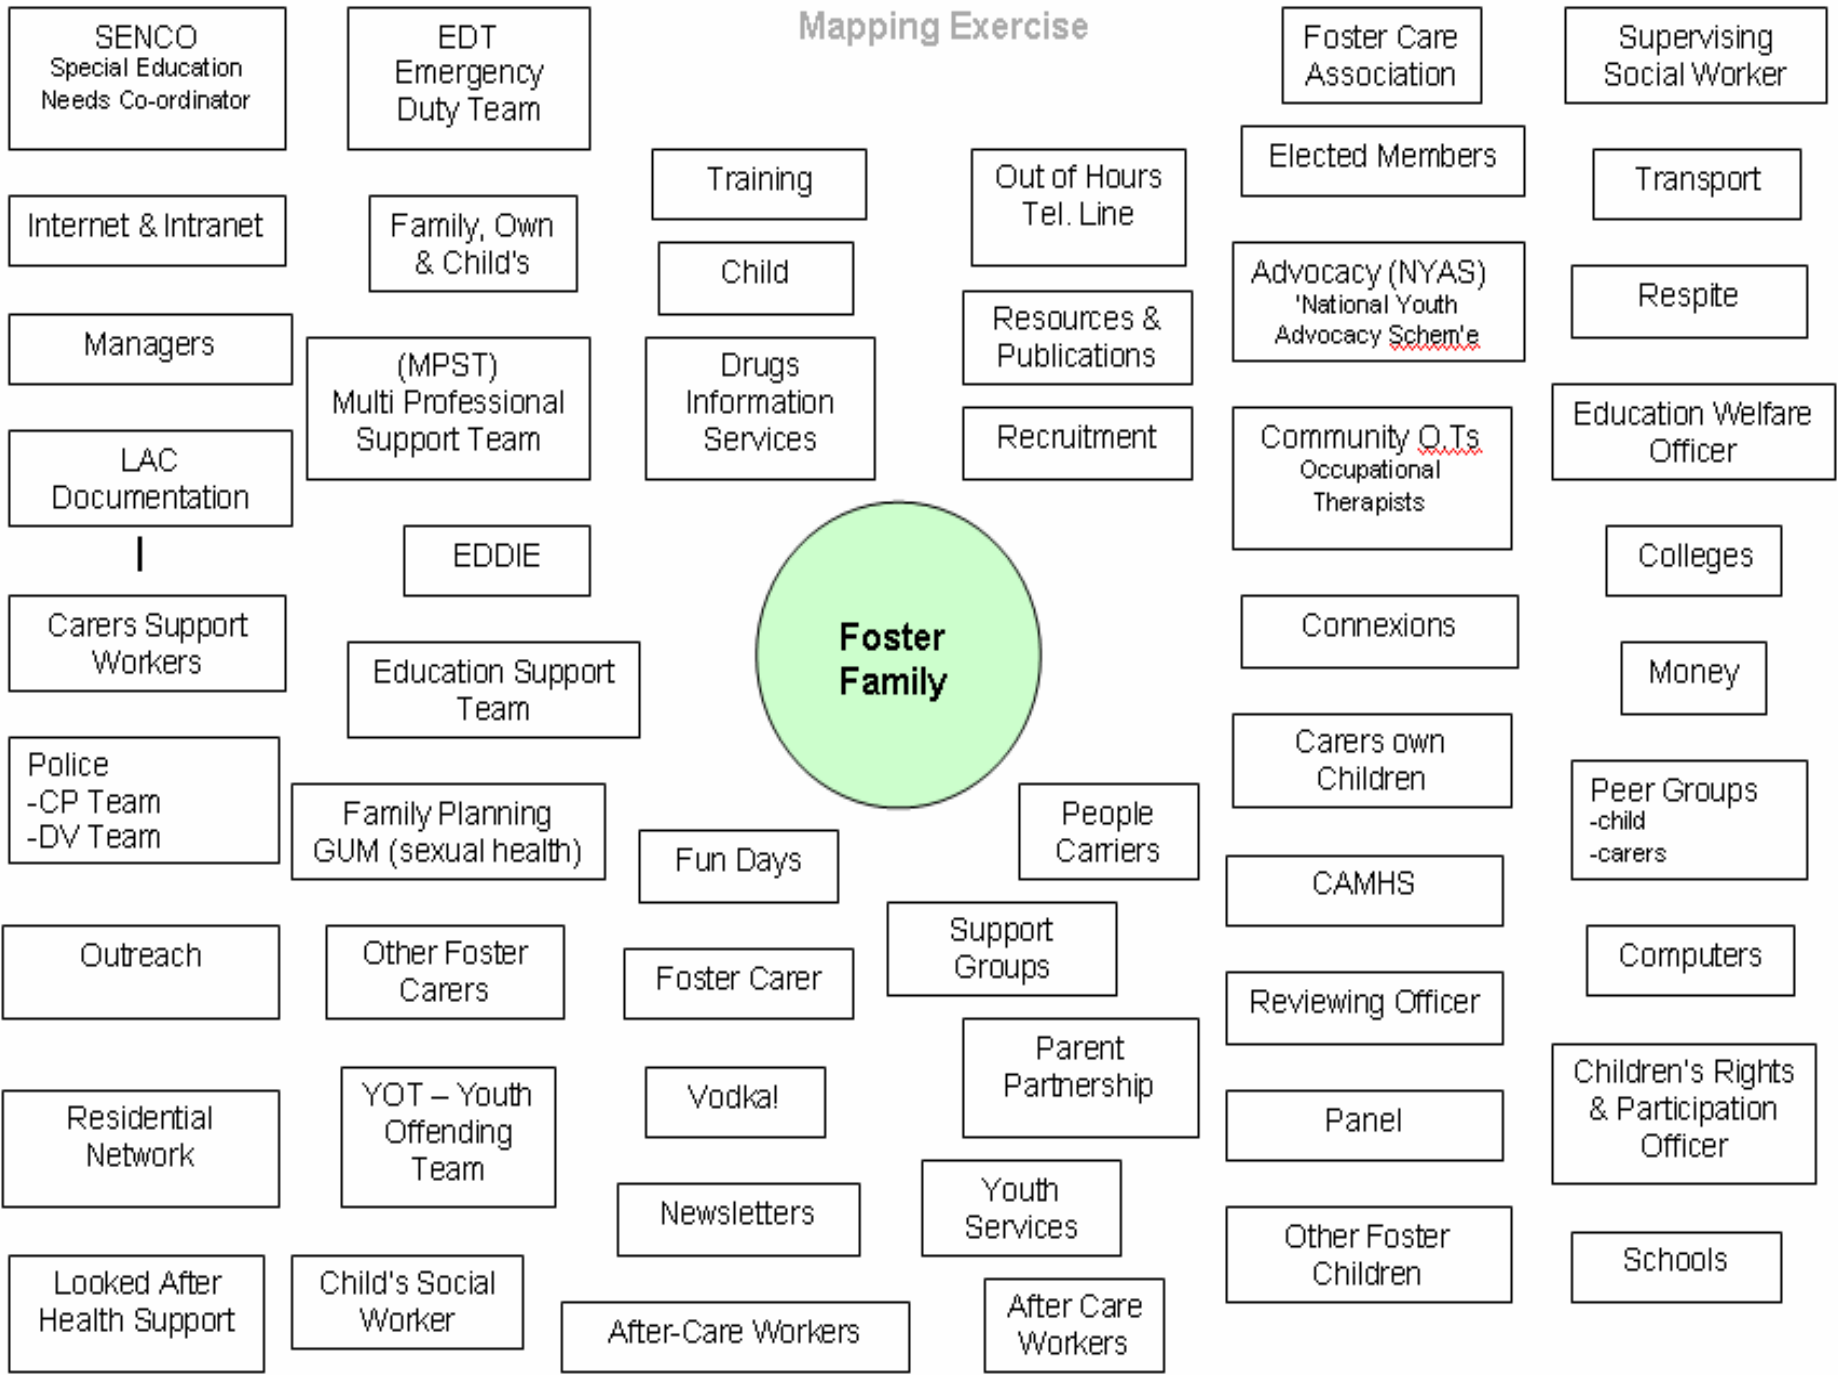 Mapping Exercise
SENCO
Special Education
Needs Co-ordinator
Internet & Intranet
Managers
LAC
Documentation
Carers Support
Workers
Police
-CP Team
-DV Team
Outreach
Residential
Network
Looked After
Health Support
EDT
Emergency
Duty Team
Family, Own
& Child's
(MPST)
Multi Professional
Support Team
EDDIE
Education Support
Team
Family Planning
GUM (sexual health)
Other Foster
Carers
YOT – Youth
Offending
Team
Child's Social
Worker
Training
Child
Drugs
Information
Services
Out of Hours
Tel. Line
Resources &
Publications
Recruitment
Foster
Family
Fun Days
Foster Carer
Vodka!
Newsletters
After-Care Workers
People
Carriers
Support
Groups
Parent
Partnership
Youth
Services
After Care
Workers
Foster Care
Association
Elected Members
Advocacy (NYAS)
'National Youth
Advocacy Schem'e
Community O.Ts
Occupational
Therapists
Connexions
Carers own
Children
CAMHS
Reviewing Officer
Panel
Other Foster
Children
Supervising
Social Worker
Transport
Respite
Education Welfare
Officer
Colleges
Money
Peer Groups
-child
-carers
Computers
Children's Rights
& Participation
Officer
Schools